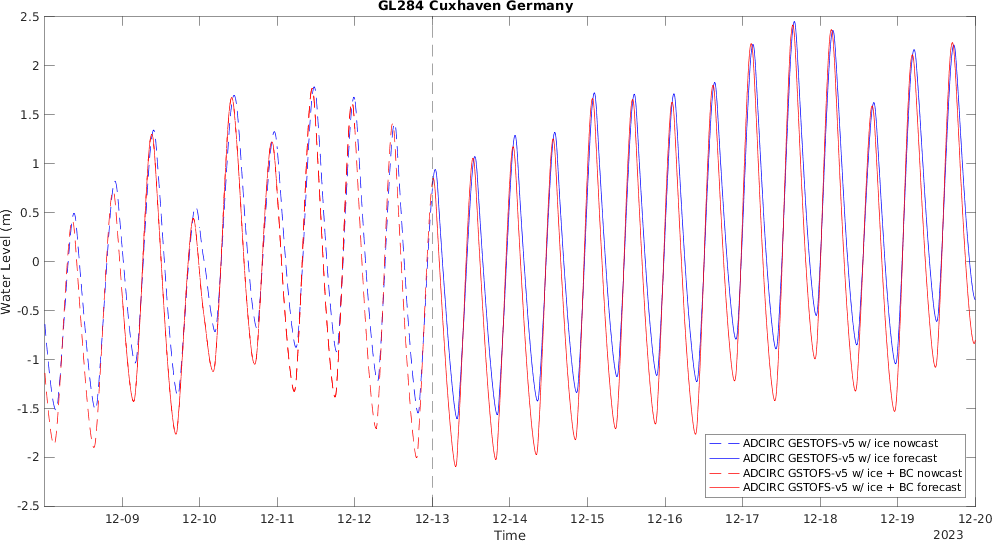 GL284 Cuxhaven Germany
Water Level (m)
2.5
2
1.5
1
0.5
0
-0.5
-1
-1.5
-2
-2.5
ADCIRC GESTOFS-v5 w/ ice nowcast
ADCIRC GESTOFS-v5 w/ ice forecast
ADCIRC GSTOFS-v5 w/ ice + BC nowcast
ADCIRC GSTOFS-v5 w/ ice + BC forecast
12-09 12-10 12-11 12-12 12-13 12-14 12-15 12-16 12-17 12-18 12-19 12-20
Time
2023